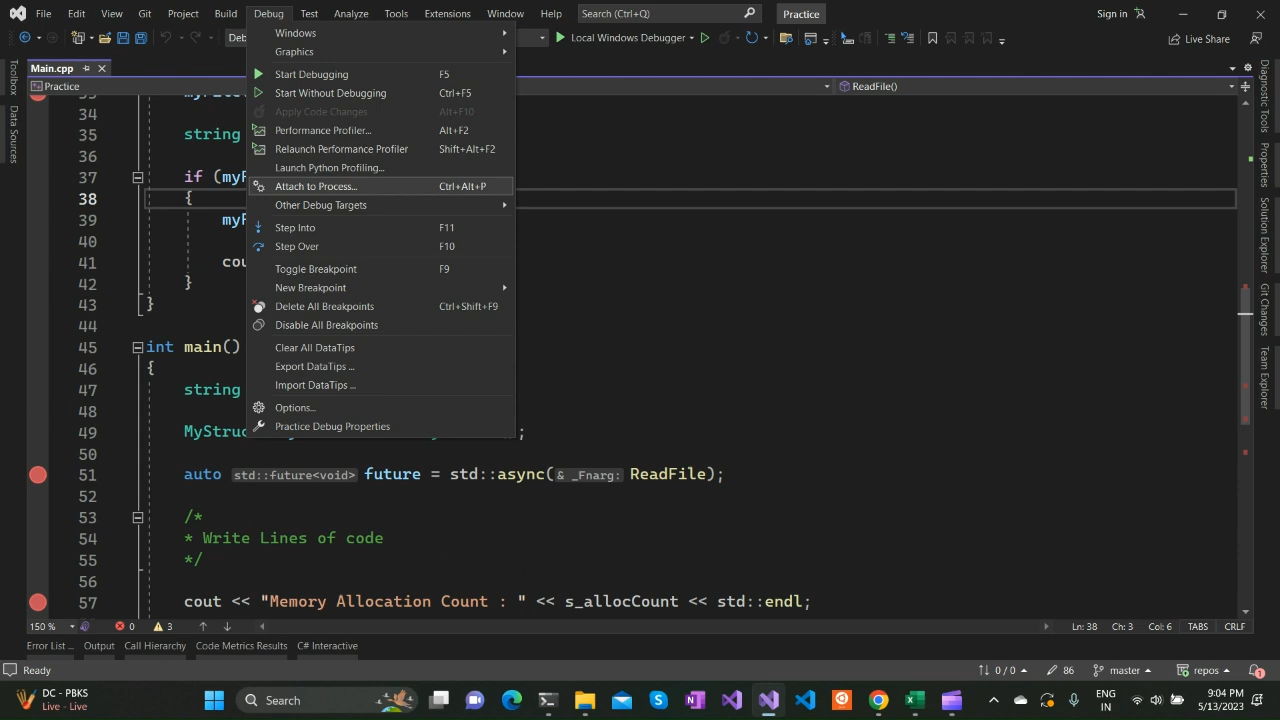 File Edit View Git Project Build Debug Test Analyze Tools Extensions Window Help Search (Ctrl+Q) Practice Sign in
Deb Local Windows Debugger Live Share
Main.cpp
Practice ReadFile()
Windows
Graphics
Start Debugging F5
Start Without Debugging Ctrl+F5
Apply Code Changes Alt+F10
Performance Profiler... Alt+F2
Relaunch Performance Profiler Shift+Alt+F2
Launch Python Profiling...
Attach to Process... Ctrl+Alt+P
Other Debug Targets
Step Into F11
Step Over F10
Toggle Breakpoint F9
New Breakpoint
Delete All Breakpoints Ctrl+Shift+F9
Disable All Breakpoints
Clear All DataTips
Export DataTips ...
Import DataTips ...
Options...
Practice Debug Properties
Toolbox
Data Sources
34
35 string
36
37 if (myF
38 {
39 myF
40
41 cou
42 }
43 }
44
45 int main()
46 {
47 string
48
49 MyStruc ;
50
51 auto std::future<void> future = std::async(& _Fnarg: ReadFile);
52
53 /*
54 * Write Lines of code
55 */
56
57 cout << "Memory Allocation Count : " << s_allocCount << std::endl;
Diagnostic Tools
Properties
Solution Explorer
Git Changes
Team Explorer
150 % 0 3 Ln: 38 Ch: 3 Col: 6 TABS CRLF
Error List ... Output Call Hierarchy Code Metrics Results C# Interactive
Ready 0 / 0 86 master repos 1
DC - PBKS
Live - Live
Search
ENG
IN
9:04 PM
5/13/2023